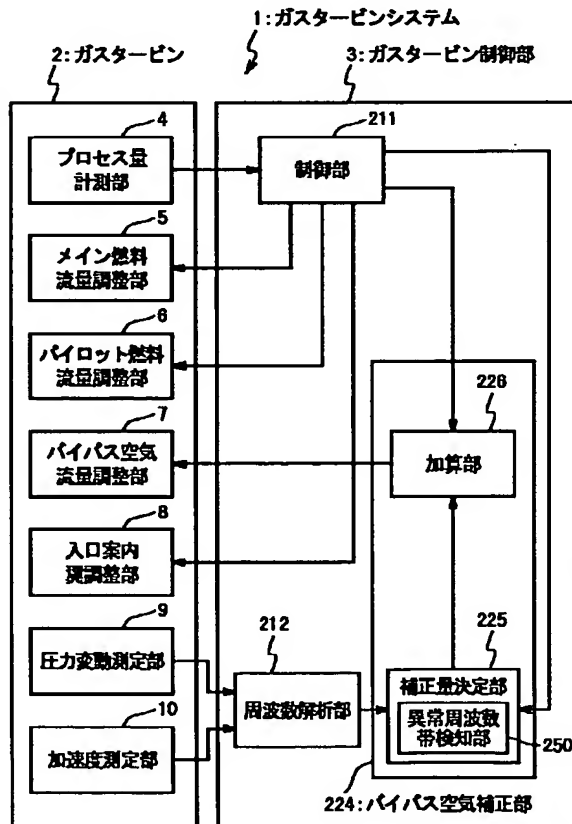 1:ガスタービンシステム
2:ガスタービン
3:ガスタービン制御部
4
プロセス量
計測部
211
制御部
5
メイン燃料
流量調整部
6
パイロット燃料
流量調整部
7
バイパス空気
流量調整部
226
加算部
8
入口案内
翼調整部
9
圧力変動測定部
212
周波数解析部
225
補正量決定部
異常周波数
帯検知部
250
10
加速度測定部
224:バイパス空気補正部